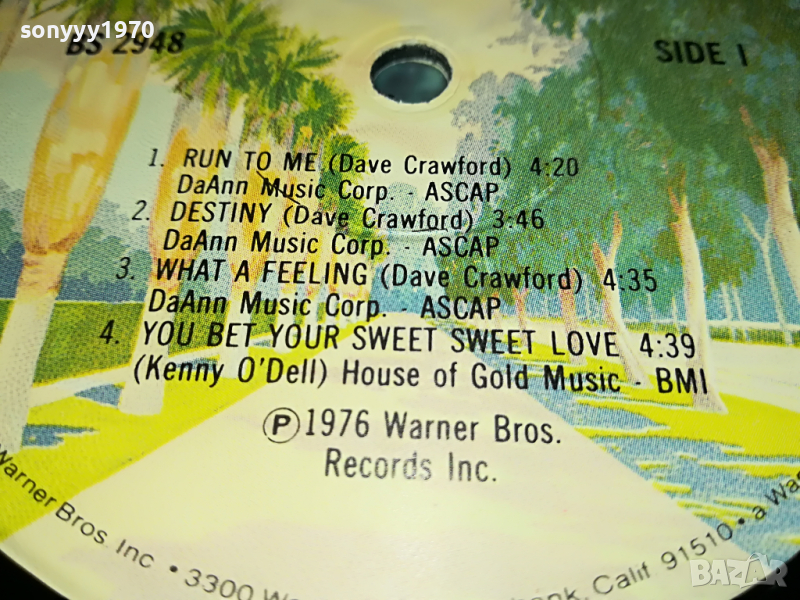 sonyyy1970
BS 2948
SIDE 1
1. RUN TO ME (Dave Crawford) 4:20
DaAnn Music Corp. - ASCAP
2. DESTINY (Dave Crawford) 3:46
DaAnn Music Corp. - ASCAP
3. WHAT A FEELING (Dave Crawford) 4:35
DaAnn Music Corp. - ASCAP
4. YOU BET YOUR SWEET SWEET LOVE 4:39
(Kenny O'Dell) House of Gold Music - BMI
Ⓟ1976 Warner Bros.
Records Inc.
Warner Bros. Inc • 3300 Calif 91510 • a
BAZAR.bg